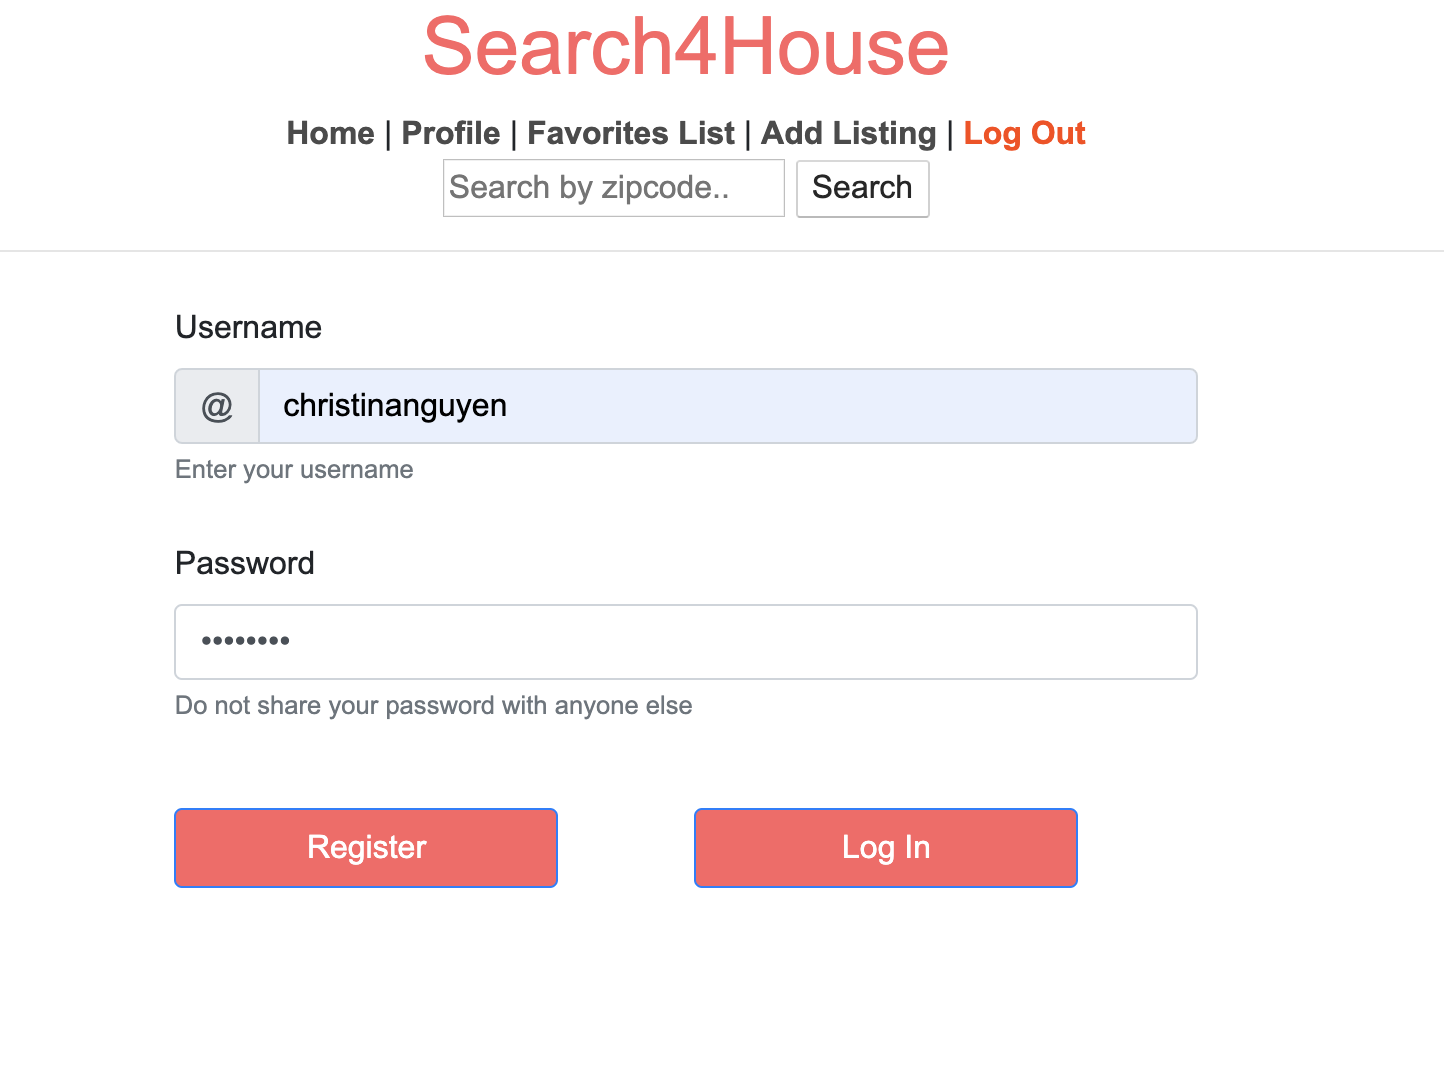 Search4House
Home | Profile | Favorites List | Add Listing | Log Out
Search by zipcode.. Search
Username
@ christinanguyen
Enter your username
Password
••••••••
Do not share your password with anyone else
Register Log In